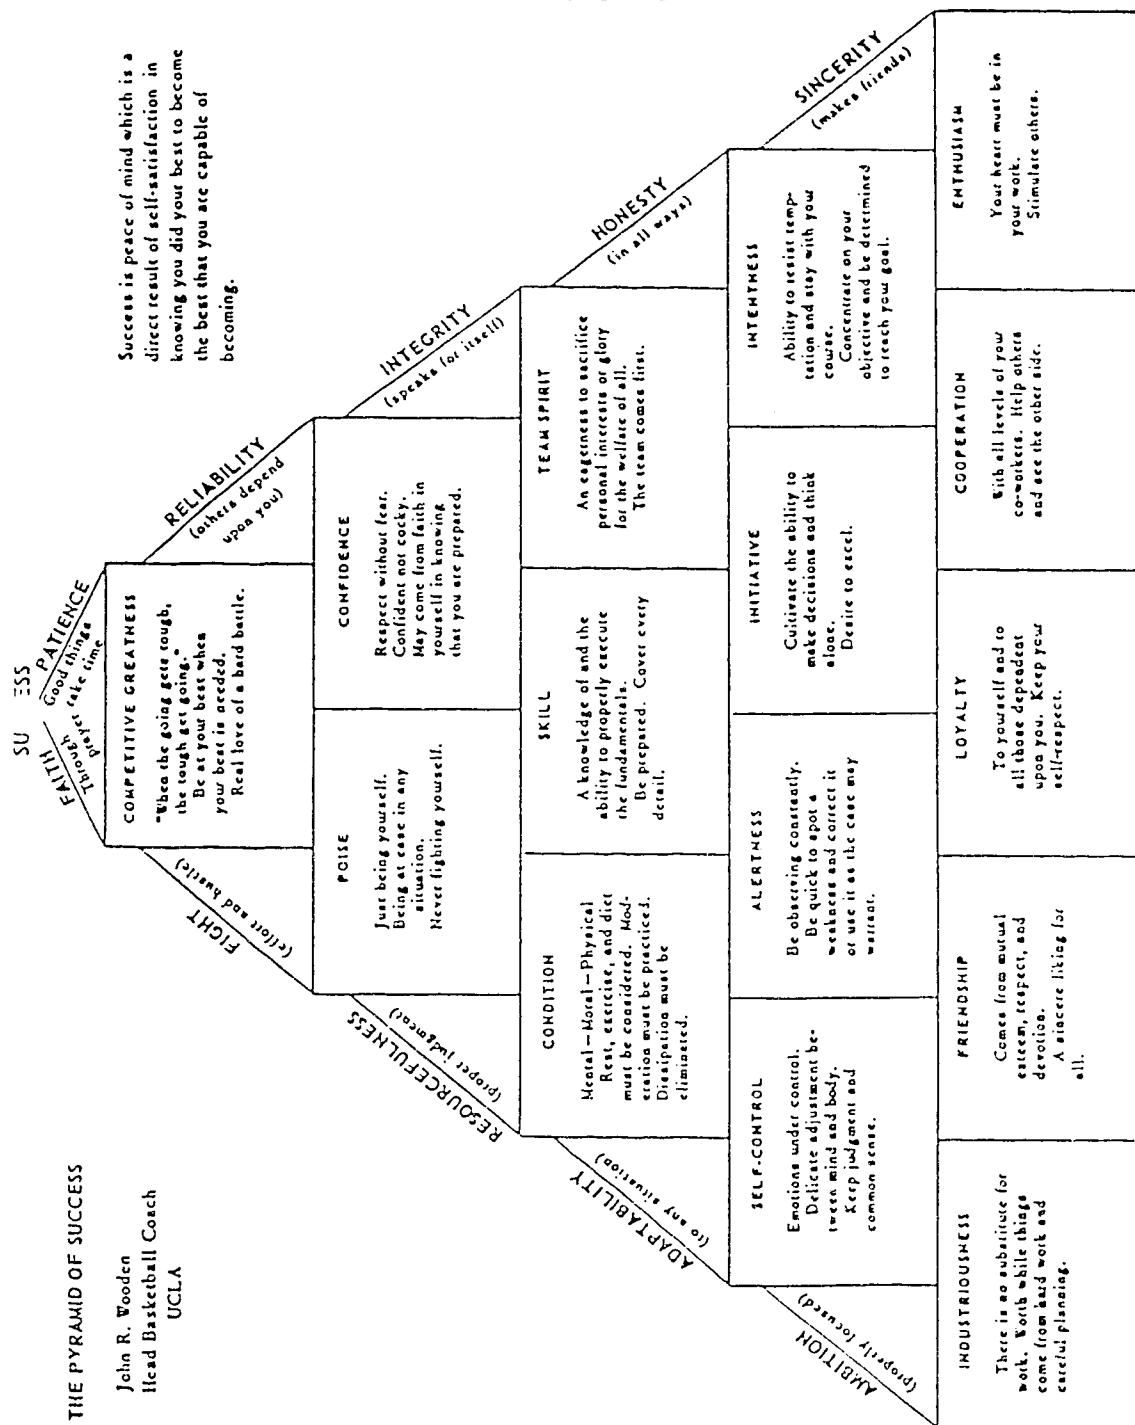 THE PYRAMID OF SUCCESS
John R. Wooden
Head Basketball Coach
UCLA
Success is peace of mind which is a
direct result of self-satisfaction in
knowing you did your best to become
the best that you are capable of
becoming.
SU ESS
FAITH
Through
prayer
PATIENCE
Good things
take time
COMPETITIVE GREATNESS
"When the going gets tough,
the tough get going."
Be at your best when
your best is needed.
Real love of a hard battle.
FIGHT
(effort and hustle)
RELIABILITY
(others depend
upon you)
POISE
Just being yourself.
Being at ease in any
situation.
Never fighting yourself.
CONFIDENCE
Respect without fear.
Confident not cocky.
May come from faith in
yourself in knowing
that you are prepared.
RESOURCEFULNESS
(proper judgment)
INTEGRITY
(speaks for itself)
CONDITION
Mental—Moral—Physical
Rest, exercise, and diet
must be considered. Mod-
eration must be practiced.
Dissipation must be
eliminated.
SKILL
A knowledge of and the
ability to properly execute
the fundamentals.
Be prepared. Cover every
detail.
TEAM SPIRIT
An eagerness to sacrifice
personal interests or glory
for the welfare of all.
The team comes first.
ADAPTABILITY
(to any situation)
HONESTY
(in all ways)
SELF-CONTROL
Emotions under control.
Delicate adjustment be-
tween mind and body.
Keep judgment and
common sense.
ALERTNESS
Be observing constantly.
Be quick to spot a
weakness and correct it
or use it as the case may
warrant.
INITIATIVE
Cultivate the ability to
make decisions and think
alone.
Desire to excel.
INTENTNESS
Ability to resist temp-
tation and stay with your
course.
Concentrate on your
objective and be determined
to reach your goal.
AMBITION
(properly focused)
SINCERITY
(makes friends)
INDUSTRIOUSNESS
There is no substitute for
work. Worth while things
come from hard work and
careful planning.
FRIENDSHIP
Comes from mutual
esteem, respect, and
devotion.
A sincere liking for
all.
LOYALTY
To yourself and to
all those dependent
upon you. Keep your
self-respect.
COOPERATION
With all levels of your
co-workers. Help others
and see the other side.
ENTHUSIASM
Your heart must be in
your work.
Stimulate others.